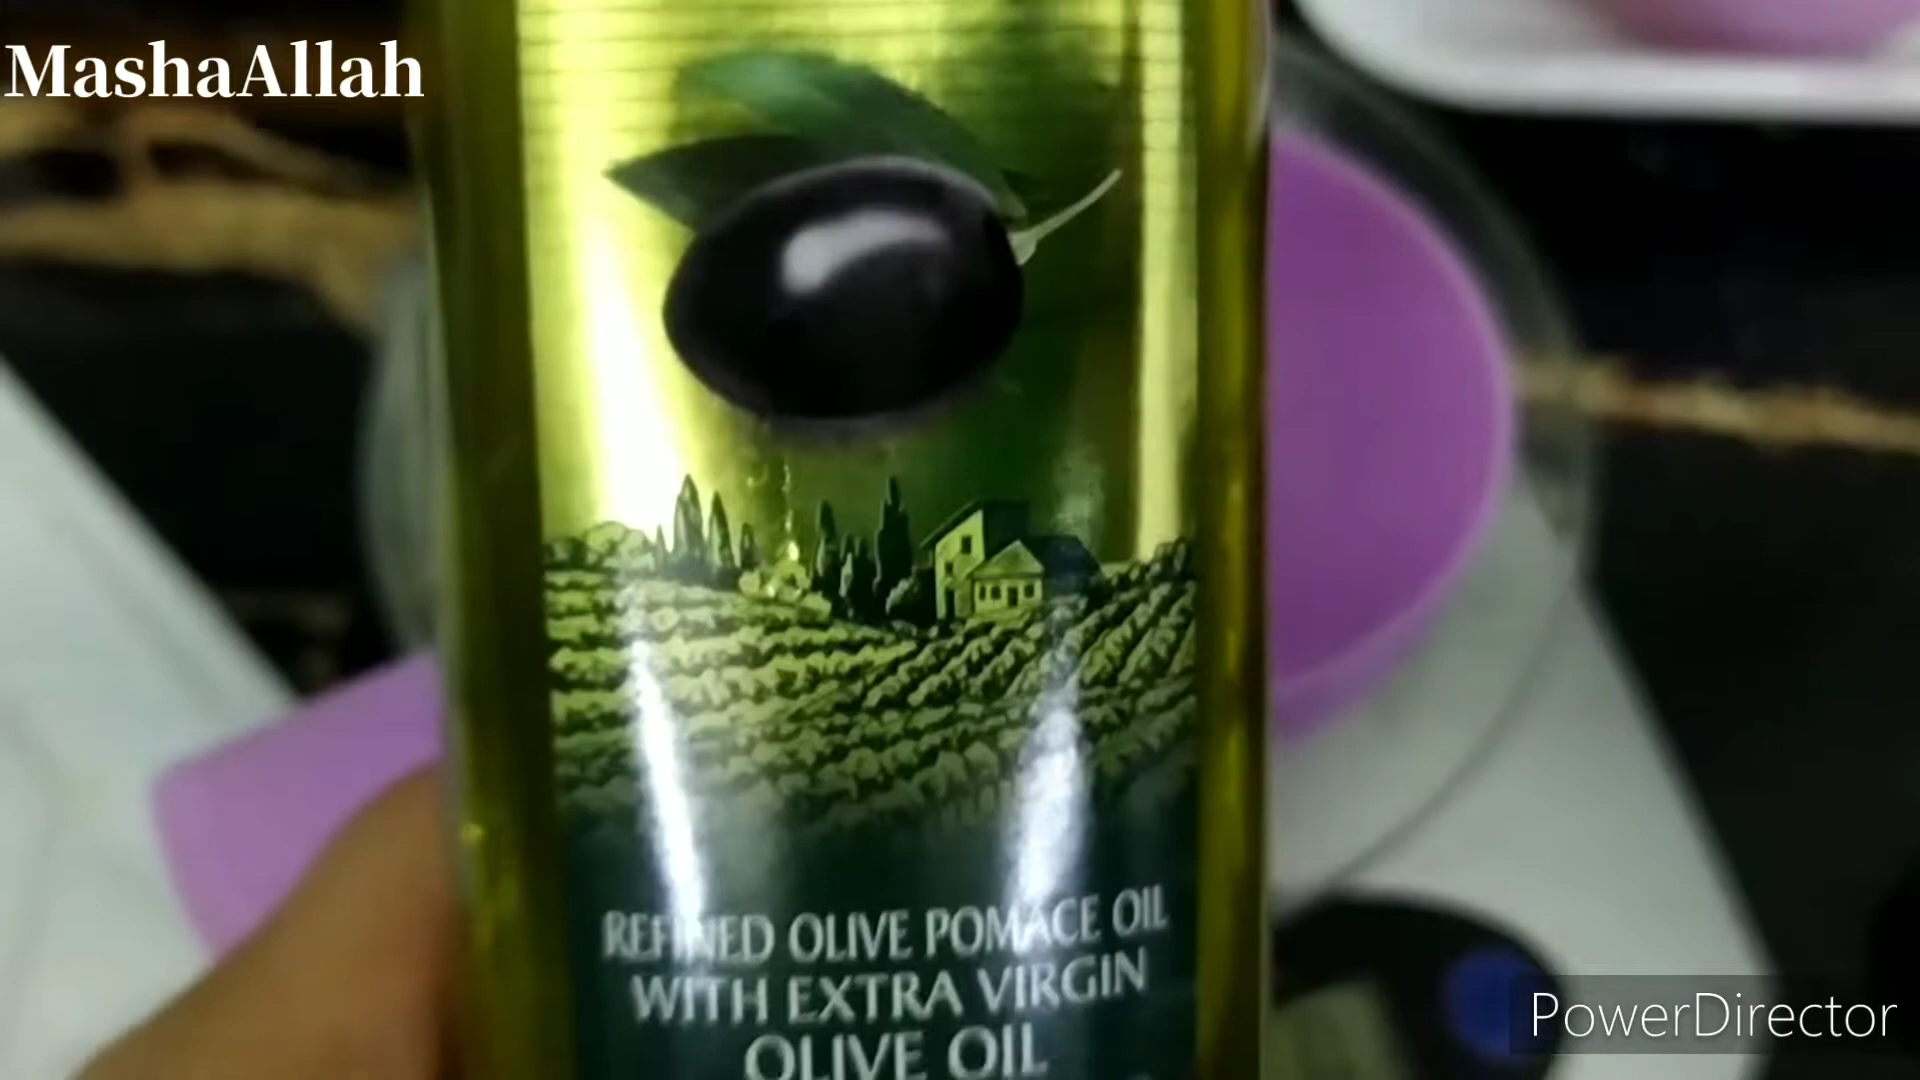 MashaAllah
REFINED OLIVE POMACE OIL
WITH EXTRA VIRGIN
OLIVE OIL
PowerDirector